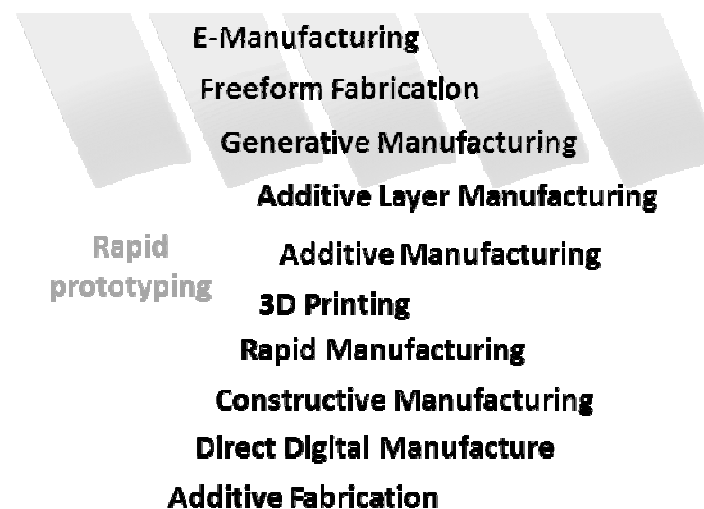 E-Manufacturing
Freeform Fabrication
Generative Manufacturing
Additive Layer Manufacturing
Rapid
prototyping
Additive Manufacturing
3D Printing
Rapid Manufacturing
Constructive Manufacturing
Direct Digital Manufacture
Additive Fabrication